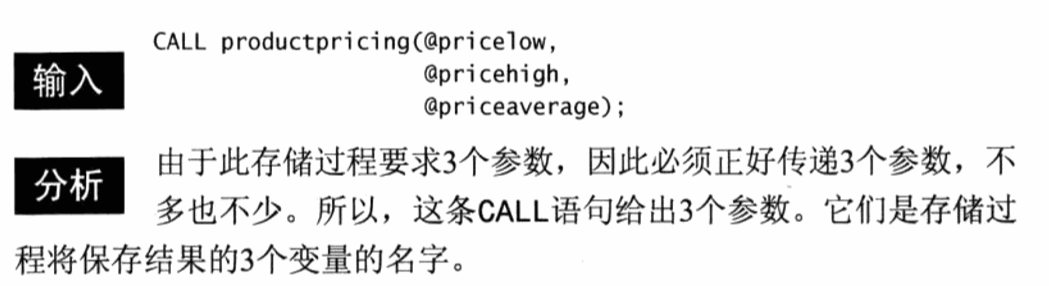 CALL productpricing(@pricelow,
输入
@pricehigh,
@priceaverage);
分析
由于此存储过程要求3个参数，因此必须正好传递3个参数，不
多也不少。所以，这条CALL语句给出3个参数。它们是存储过
程将保存结果的3个变量的名字。